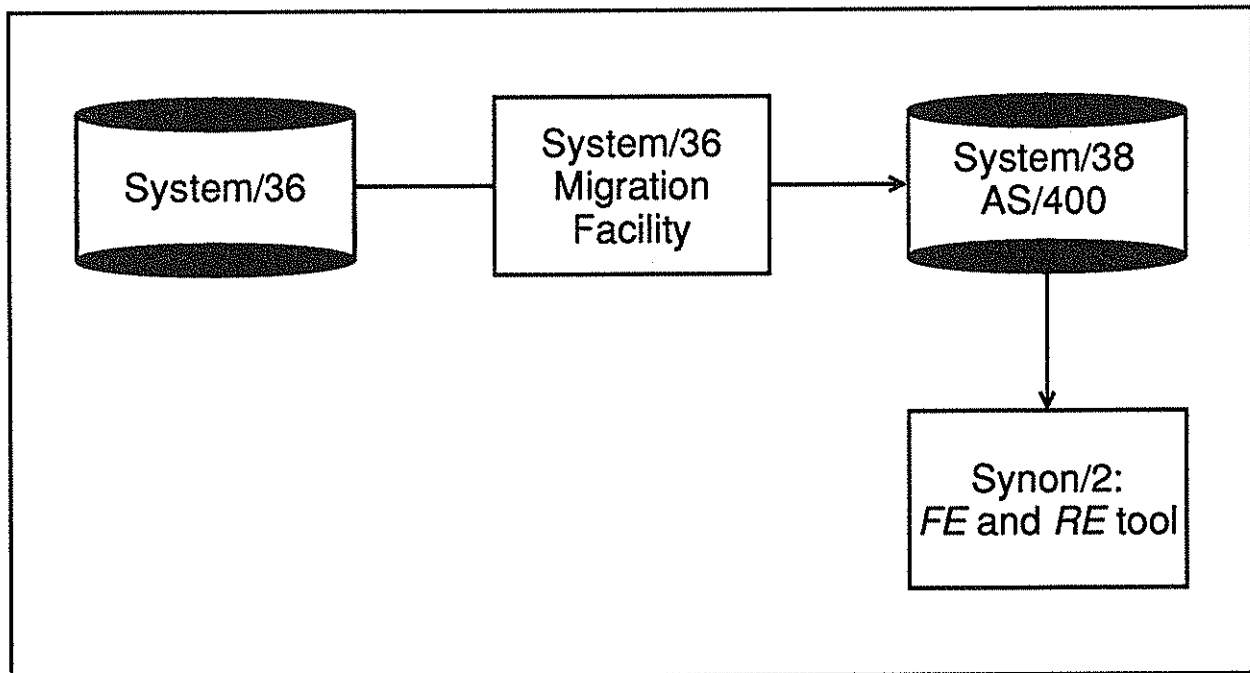 System/36
System/36
Migration
Facility
System/38
AS/400
Synon/2:
FE and RE tool